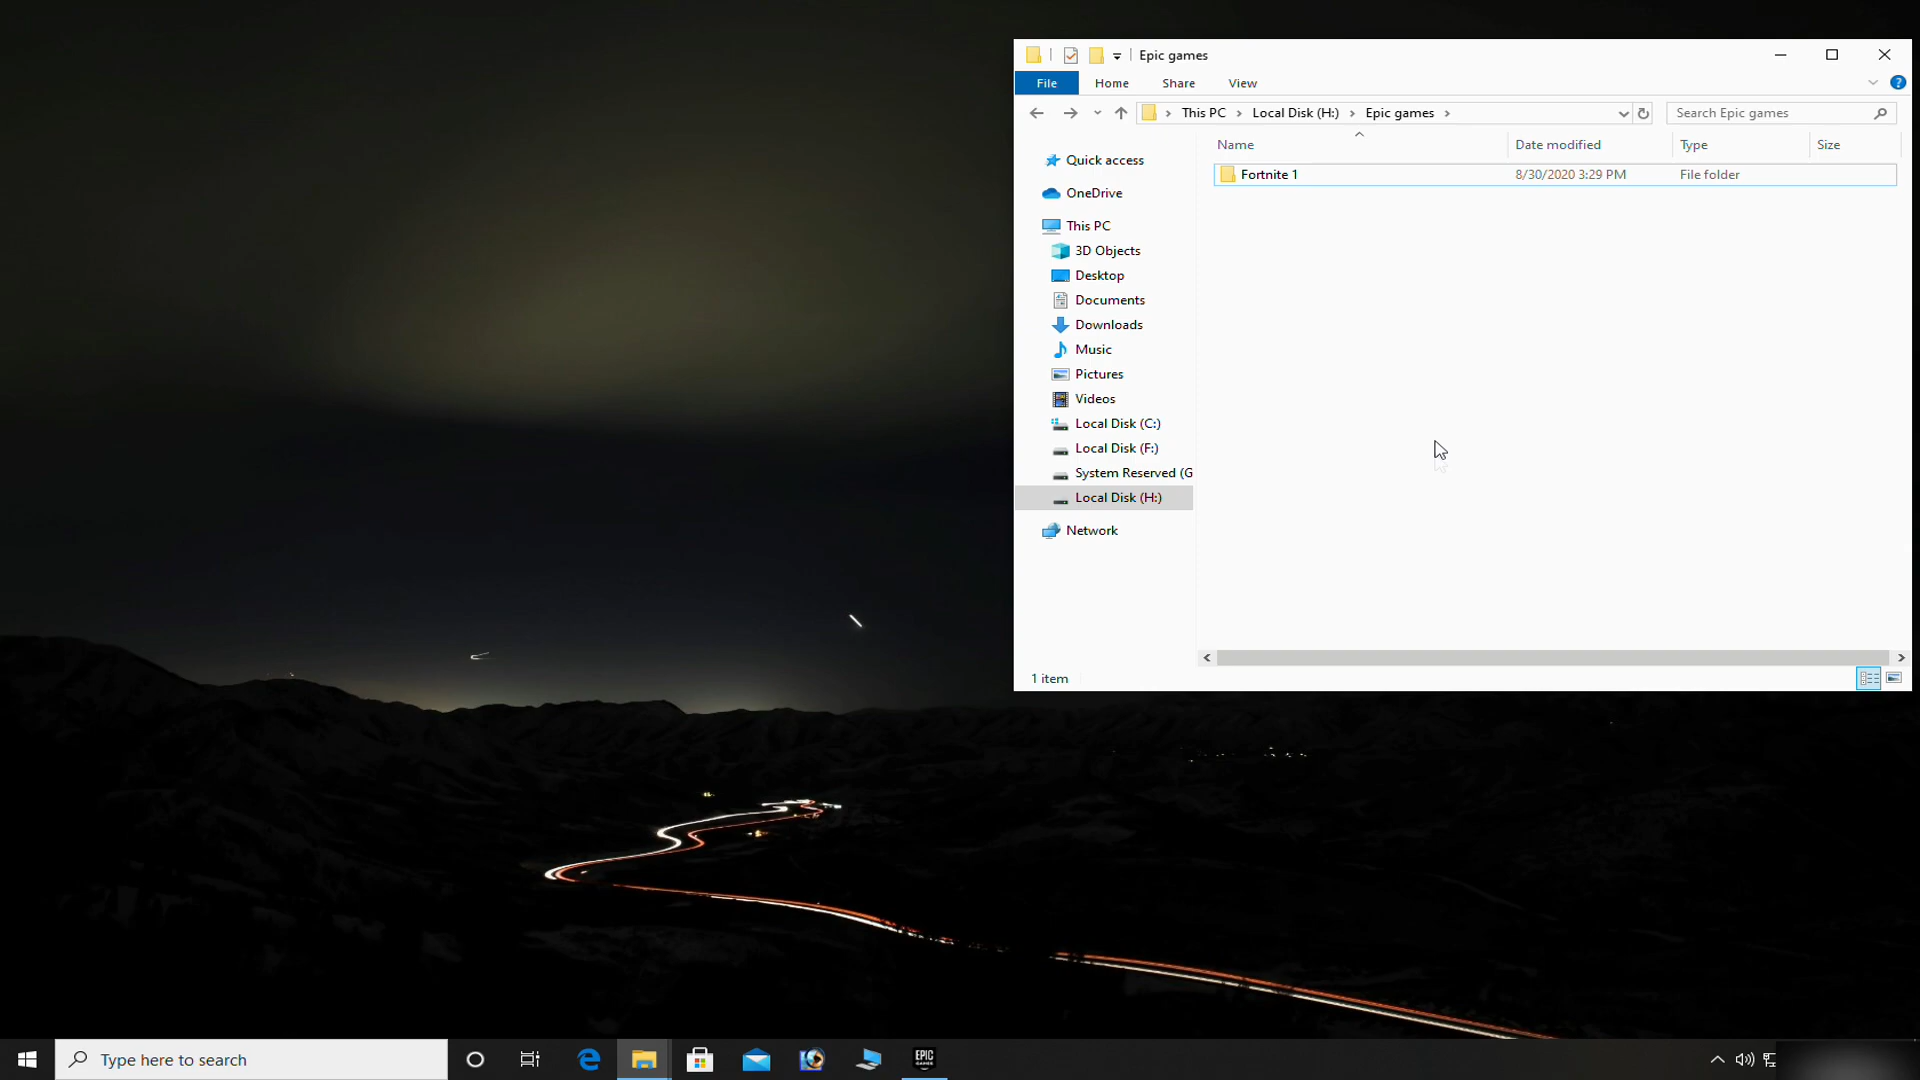 Epic games
File Home Share View
This PC Local Disk (H:) Epic games Search Epic games
Name Date modified Type Size
Fortnite 1 8/30/2020 3:29 PM File folder
Quick access
OneDrive
This PC
3D Objects
Desktop
Documents
Downloads
Music
Pictures
Videos
Local Disk (C:)
Local Disk (F:)
System Reserved (G
Local Disk (H:)
Network
1 item
Type here to search
EPIC
GAMES